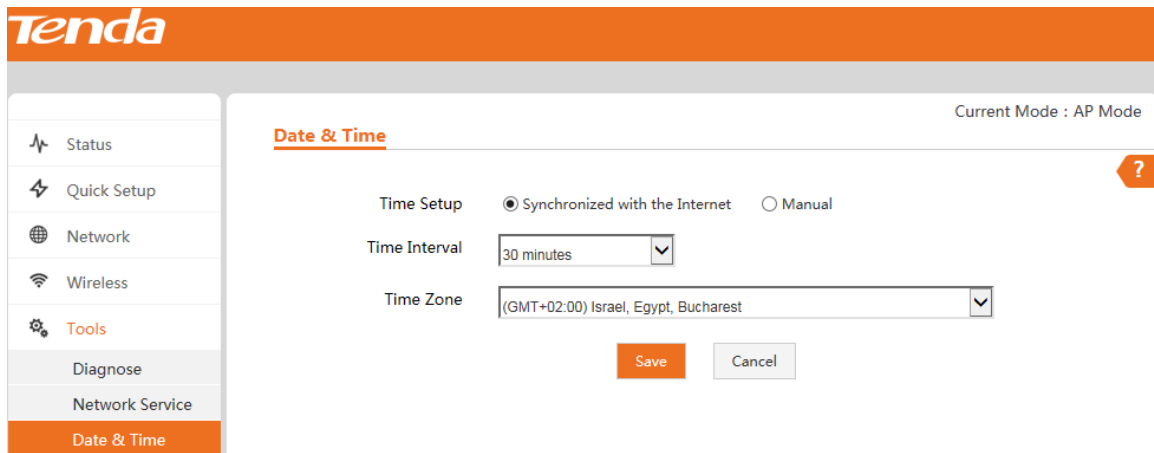 Tenda
Current Mode : AP Mode
Status
Quick Setup
Network
Wireless
Tools
Diagnose
Network Service
Date & Time
Date & Time
?
Time Setup Synchronized with the Internet Manual
Time Interval 30 minutes
Time Zone (GMT+02:00) Israel, Egypt, Bucharest
Save Cancel